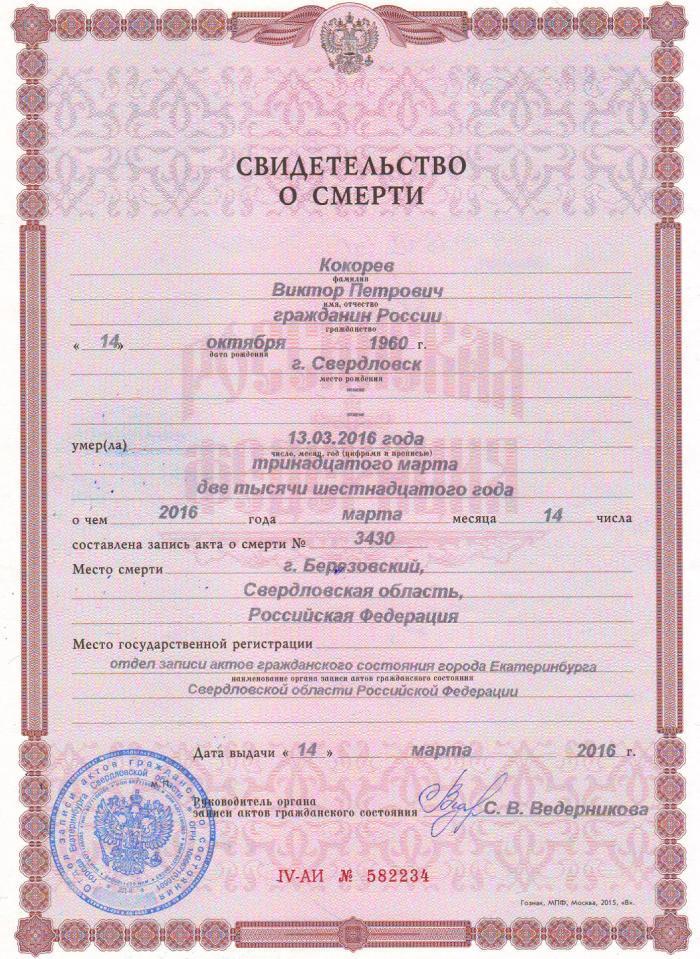 СВИДЕТЕЛЬСТВО
О СМЕРТИ
Кокорев
фамилия
Виктор Петрович
имя, отчество
гражданин России
гражданство
« 14 » октября 1960 г.
дата рождения
г. Свердловск
место рождения
умер(ла) 13.03.2016 года
число, месяц, год (цифрами и прописью)
тринадцатого марта
две тысячи шестнадцатого года
о чем 2016 года марта месяца 14 числа
составлена запись акта о смерти № 3430
Место смерти г. Березовский,
Свердловская область,
Российская Федерация
Место государственной регистрации
отдел записи актов гражданского состояния города Екатеринбурга
наименование органа записи актов гражданского состояния
Свердловской области Российской Федерации
Дата выдачи « 14 » марта 2016 г.
Руководитель органа
записи актов гражданского состояния С. В. Ведерникова
IV-АИ № 582234
Гознак, МПФ, Москва, 2015, «В».